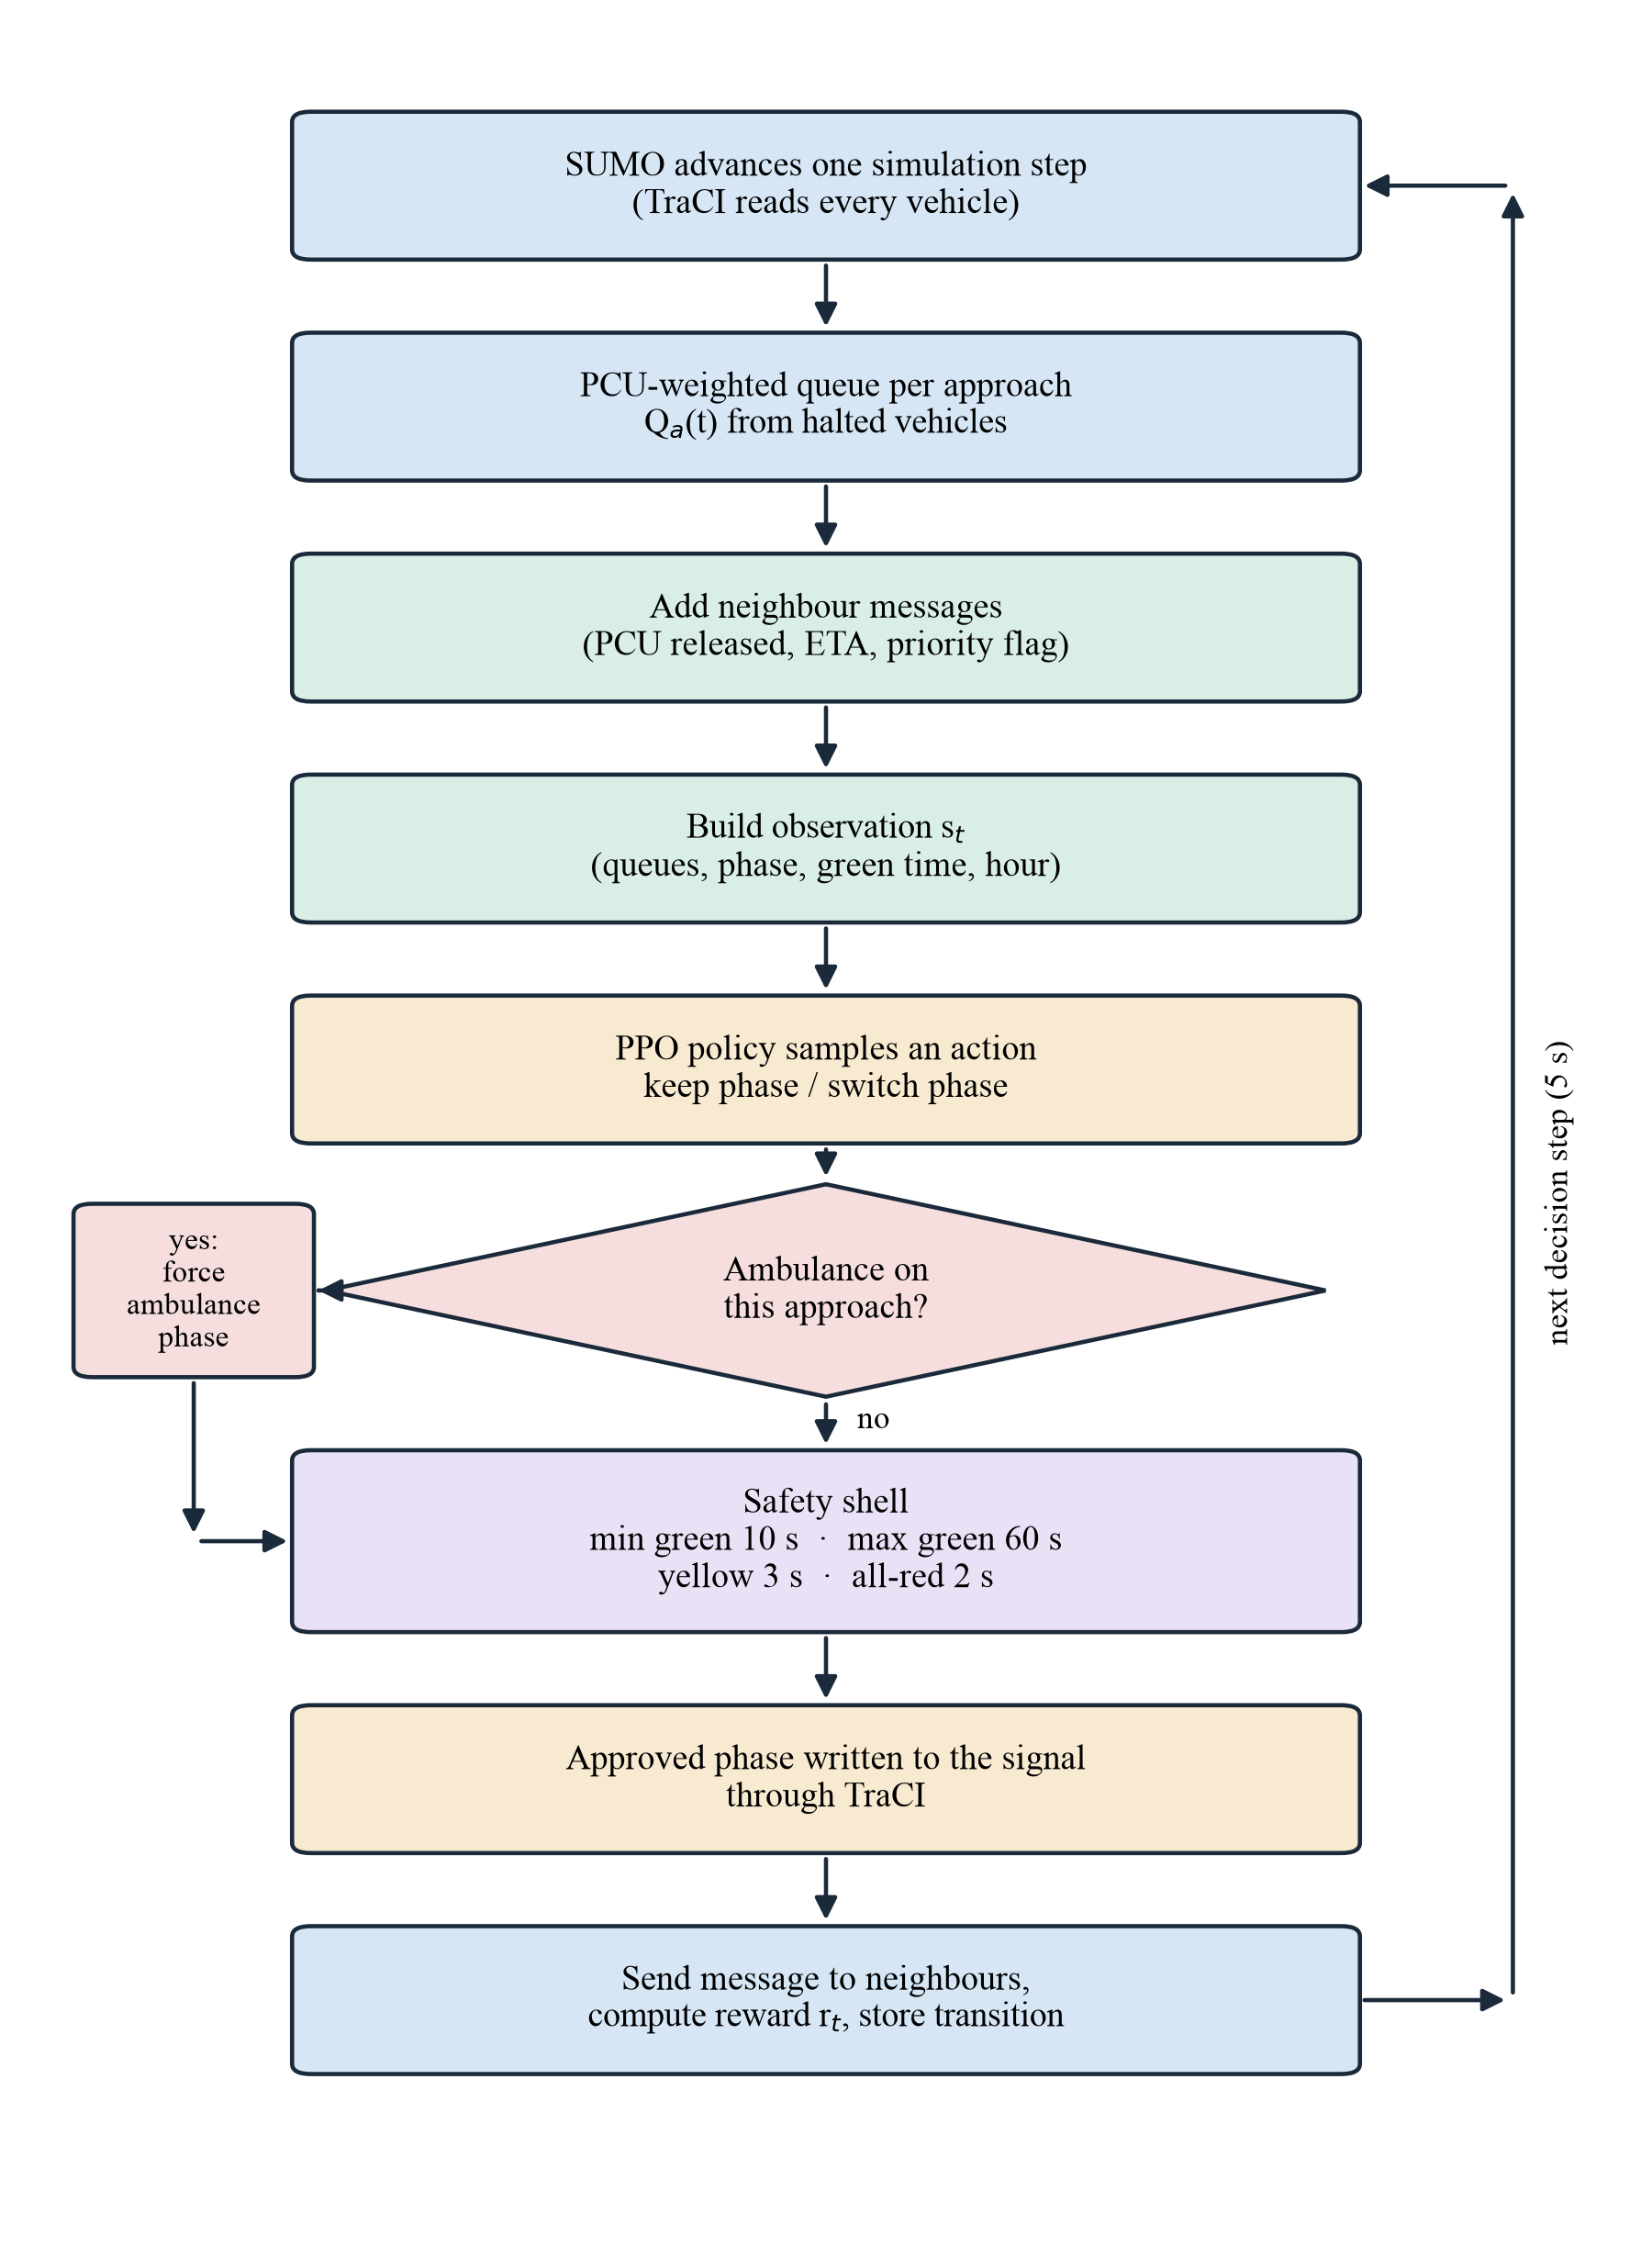 SUMO advances one simulation step
(TraCI reads every vehicle)
PCU-weighted queue per approach
Qₐ(t) from halted vehicles
Add neighbour messages
(PCU released, ETA, priority flag)
Build observation sₜ
(queues, phase, green time, hour)
PPO policy samples an action
keep phase / switch phase
Ambulance on
this approach?
yes:
force
ambulance
phase
no
Safety shell
min green 10 s · max green 60 s
yellow 3 s · all-red 2 s
Approved phase written to the signal
through TraCI
Send message to neighbours,
compute reward rₜ, store transition
next decision step (5 s)